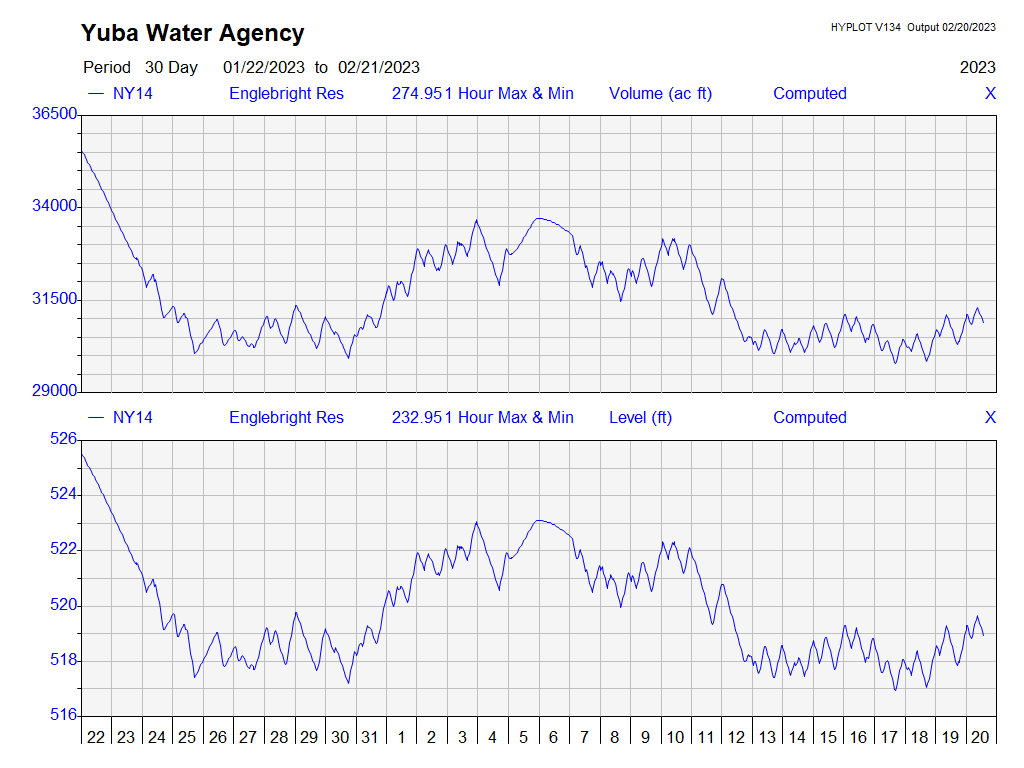 Yuba Water Agency
HYPLOT V134 Output 02/20/2023
Period 30 Day 01/22/2023 to 02/21/2023 2023
NY14 Englebright Res 274.951 Hour Max & Min Volume (ac ft) Computed X
36500
34000
31500
29000
NY14 Englebright Res 232.951 Hour Max & Min Level (ft) Computed X
526
524
522
520
518
516
22 23 24 25 26 27 28 29 30 31 1 2 3 4 5 6 7 8 9 10 11 12 13 14 15 16 17 18 19 20